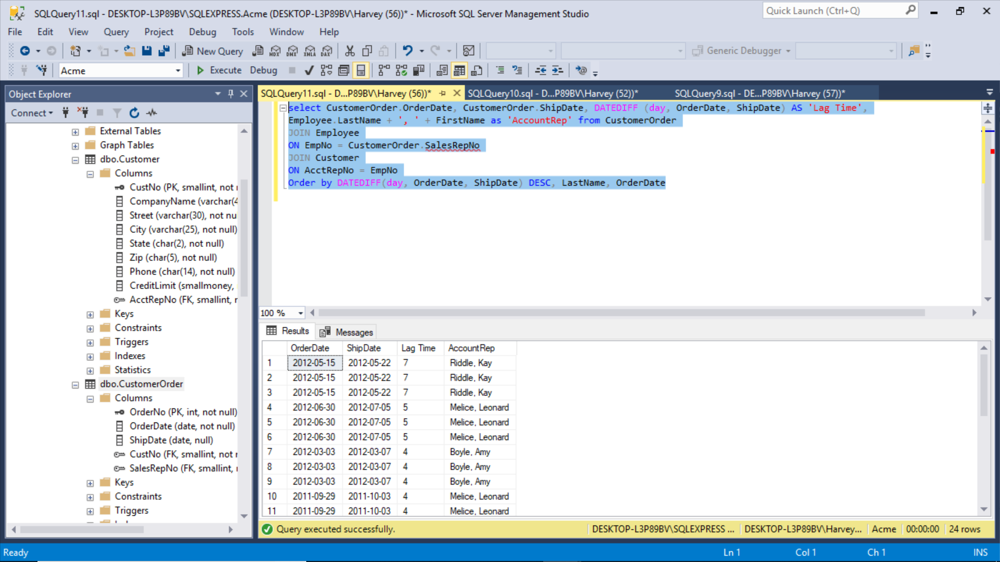 SQLQuery11.sql - DESKTOP-L3P89BV\SQLEXPRESS.Acme (DESKTOP-L3P89BV\Harvey (56))* - Microsoft SQL Server Management Studio
Quick Launch (Ctrl+Q)
File Edit View Query Project Debug Tools Window Help
New Query MDX DMX XMLA DAX Generic Debugger
Acme Execute Debug
Object Explorer
Connect
External Tables
Graph Tables
dbo.Customer
Columns
CustNo (PK, smallint, not
CompanyName (varchar(4
Street (varchar(30), not nu
City (varchar(25), not null)
State (char(2), not null)
Zip (char(5), not null)
Phone (char(14), not null)
CreditLimit (smallmoney,
AcctRepNo (FK, smallint,
Keys
Constraints
Triggers
Indexes
Statistics
dbo.CustomerOrder
Columns
OrderNo (PK, int, not null)
OrderDate (date, not null)
ShipDate (date, null)
CustNo (FK, smallint, not
SalesRepNo (FK, smallint,
Keys
Constraints
Triggers
SQLQuery11.sql - D...P89BV\Harvey (56))* SQLQuery10.sql - D...P89BV\Harvey (52))* SQLQuery9.sql - DE...P89BV\Harvey (57))*
select CustomerOrder.OrderDate, CustomerOrder.ShipDate, DATEDIFF (day, OrderDate, ShipDate) AS 'Lag Time',
Employee.LastName + ', ' + FirstName as 'AccountRep' from CustomerOrder
JOIN Employee
ON EmpNo = CustomerOrder.SalesRepNo
JOIN Customer
ON AcctRepNo = EmpNo
Order by DATEDIFF(day, OrderDate, ShipDate) DESC, LastName, OrderDate
100 %
Results Messages
OrderDate ShipDate Lag Time AccountRep
1 2012-05-15 2012-05-22 7 Riddle, Kay
2 2012-05-15 2012-05-22 7 Riddle, Kay
3 2012-05-15 2012-05-22 7 Riddle, Kay
4 2012-06-30 2012-07-05 5 Melice, Leonard
5 2012-06-30 2012-07-05 5 Melice, Leonard
6 2012-06-30 2012-07-05 5 Melice, Leonard
7 2012-03-03 2012-03-07 4 Boyle, Amy
8 2012-03-03 2012-03-07 4 Boyle, Amy
9 2012-03-03 2012-03-07 4 Boyle, Amy
10 2011-09-29 2011-10-03 4 Melice, Leonard
11 2011-09-29 2011-10-03 4 Melice, Leonard
Query executed successfully. DESKTOP-L3P89BV\SQLEXPRESS ... DESKTOP-L3P89BV\Harvey... Acme 00:00:00 24 rows
Ready Ln 1 Col 1 Ch 1 INS